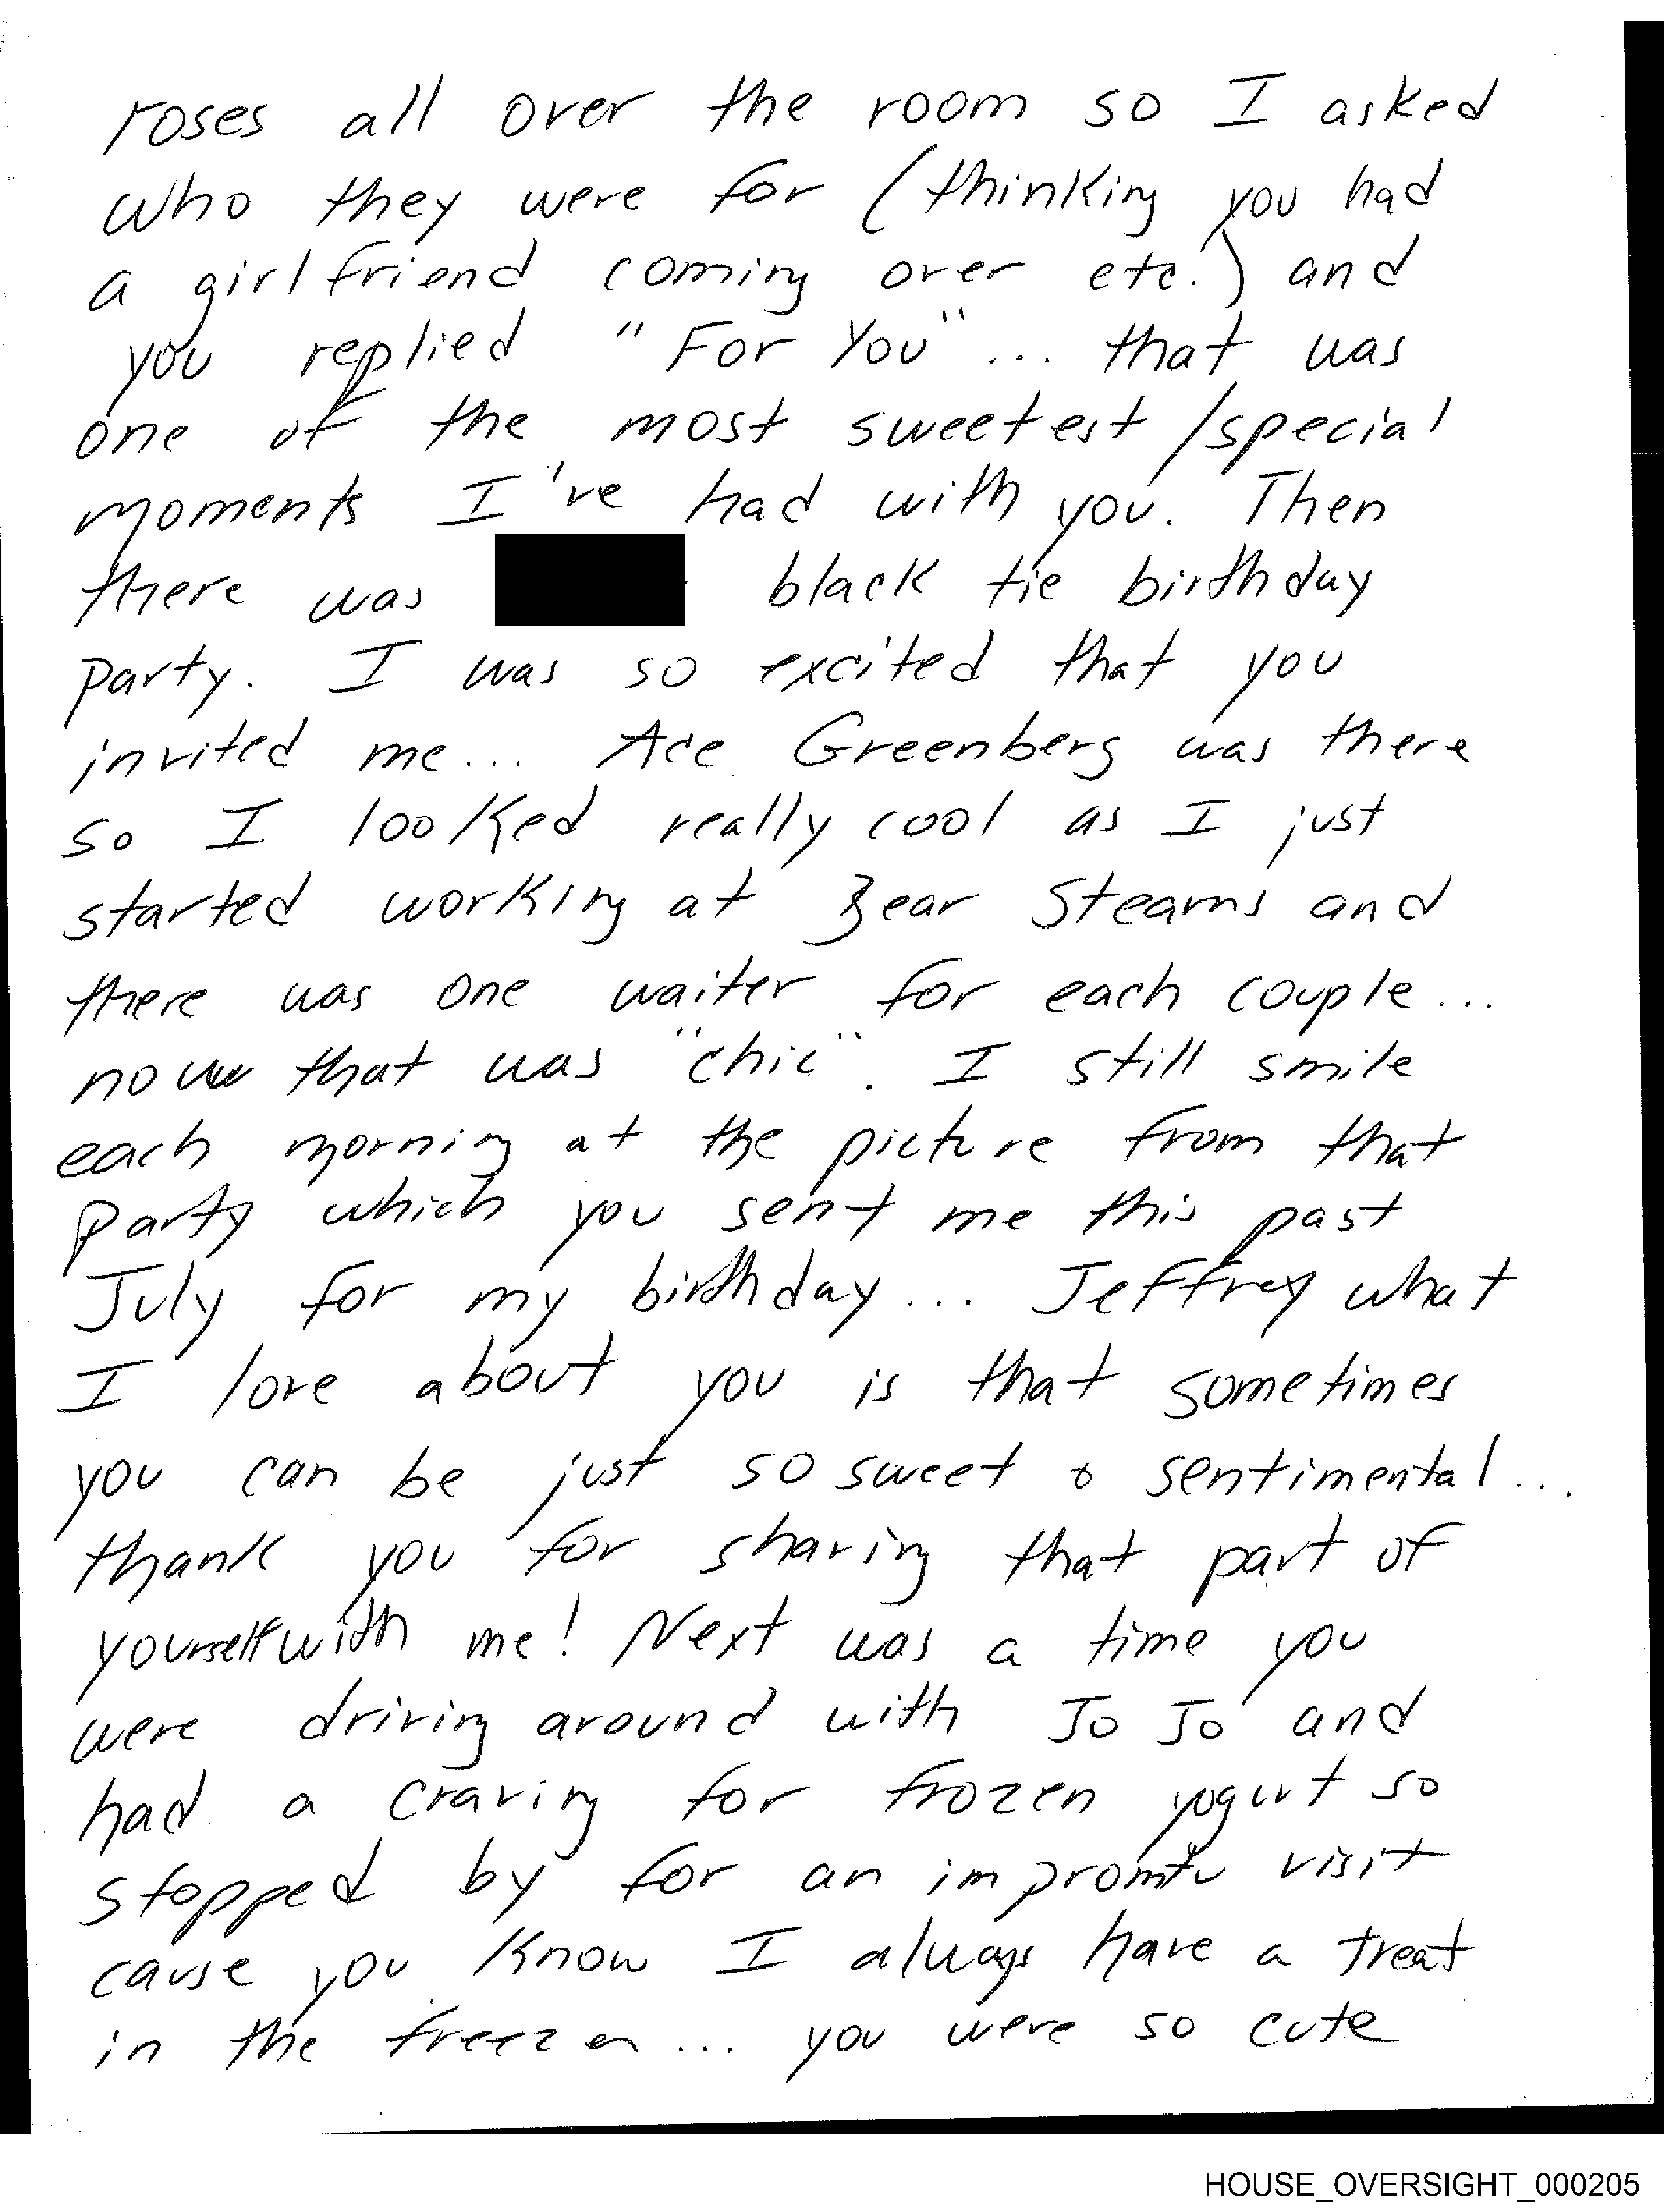 roses all over the room so I asked
who they were for (thinking you had
a girlfriend coming over etc.) and
you replied "For You"... that was
one of the most sweetest/special
moments I've had with you. Then
there was black tie birthday
party. I was so excited that you
invited me... Ace Greenberg was there
so I looked really cool as I just
started working at Bear Stearns and
there was one waiter for each couple...
now that was "chic". I still smile
each morning at the picture from that
party which you sent me this past
July for my birthday... Jeffrey what
I love about you is that sometimes
you can be just so sweet & sentimental...
thank you for sharing that part of
yourself with me! Next was a time you
were driving around with Jo Jo and
had a craving for frozen yogurt so
stopped by for an impromtu visit
cause you know I always have a treat
in the freezer... you were so cute
HOUSE_OVERSIGHT_000205